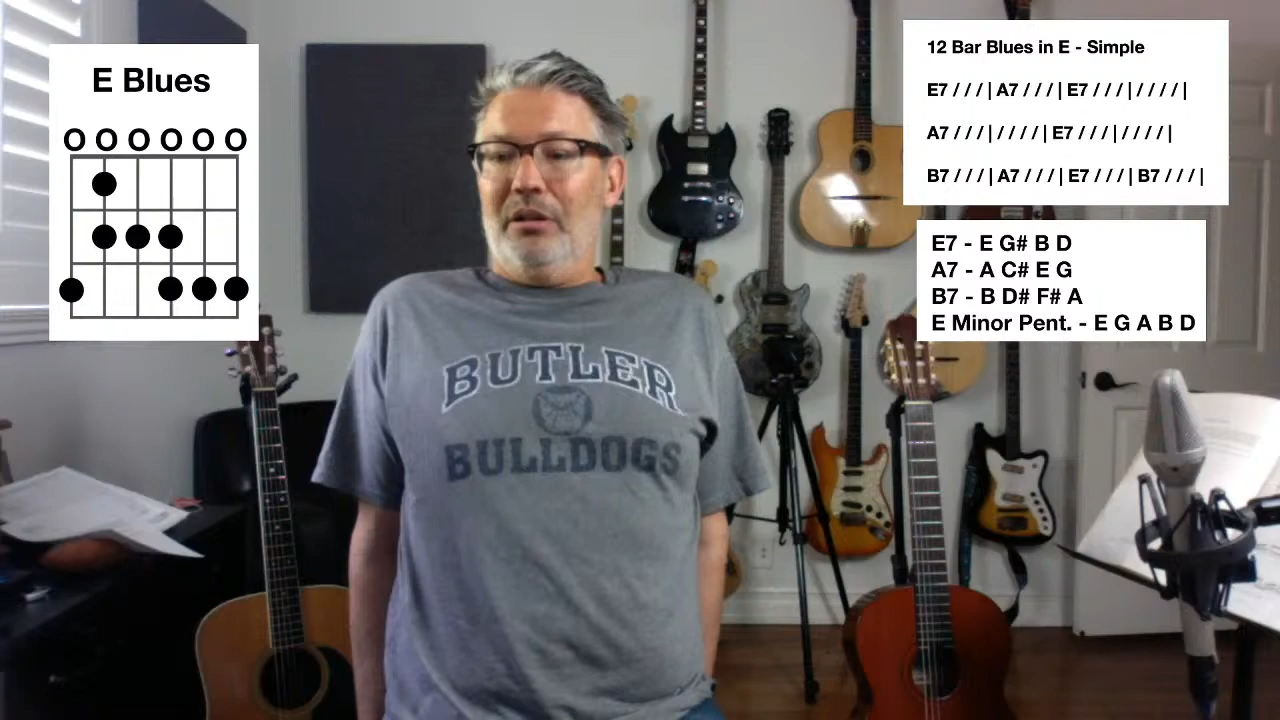 E Blues
O O O O O O
12 Bar Blues in E - Simple
E7 / / / | A7 / / / | E7 / / / | / / / / |
A7 / / / | / / / / | E7 / / / | / / / / |
B7 / / / | A7 / / / | E7 / / / | B7 / / / |
E7 - E G# B D
A7 - A C# E G
B7 - B D# F# A
E Minor Pent. - E G A B D
BUTLER
BULLDOGS